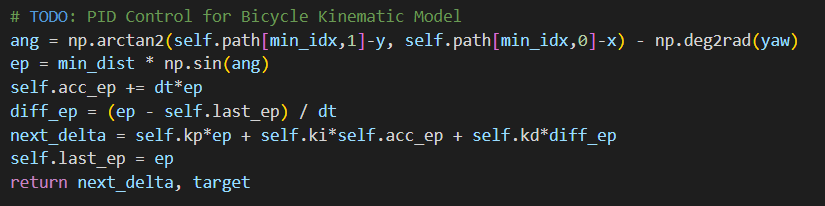 # TODO: PID Control for Bicycle Kinematic Model
ang = np.arctan2(self.path[min_idx,1]-y, self.path[min_idx,0]-x) - np.deg2rad(yaw)
ep = min_dist * np.sin(ang)
self.acc_ep += dt*ep
diff_ep = (ep - self.last_ep) / dt
next_delta = self.kp*ep + self.ki*self.acc_ep + self.kd*diff_ep
self.last_ep = ep
return next_delta, target